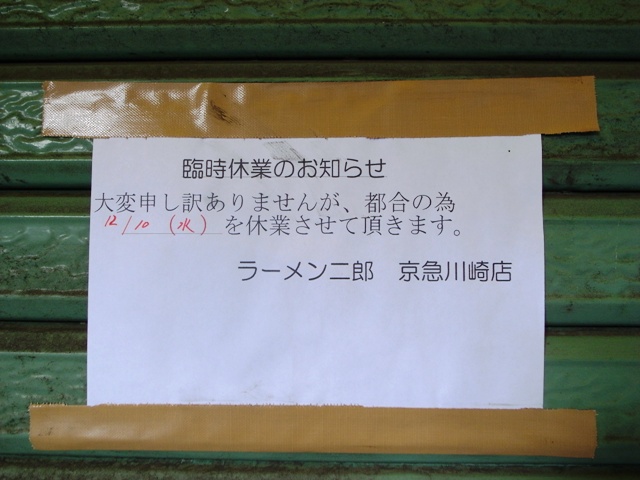 臨時休業のお知らせ
大変申し訳ありませんが、都合の為
12/10 (水) を休業させて頂きます。
ラーメン二郎 京急川崎店